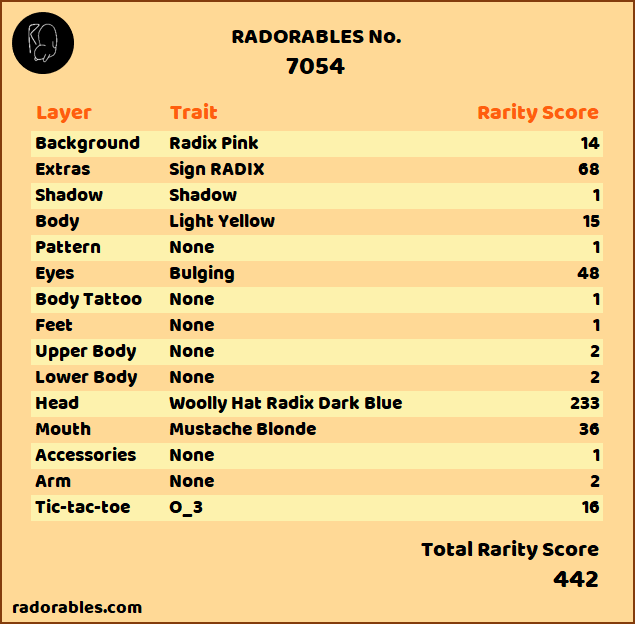 RADORABLES No.
7054
Layer Trait Rarity Score
Background Radix Pink 14
Extras Sign RADIX 68
Shadow Shadow 1
Body Light Yellow 15
Pattern None 1
Eyes Bulging 48
Body Tattoo None 1
Feet None 1
Upper Body None 2
Lower Body None 2
Head Woolly Hat Radix Dark Blue 233
Mouth Mustache Blonde 36
Accessories None 1
Arm None 2
Tic-tac-toe O_3 16
Total Rarity Score
442
radorables.com